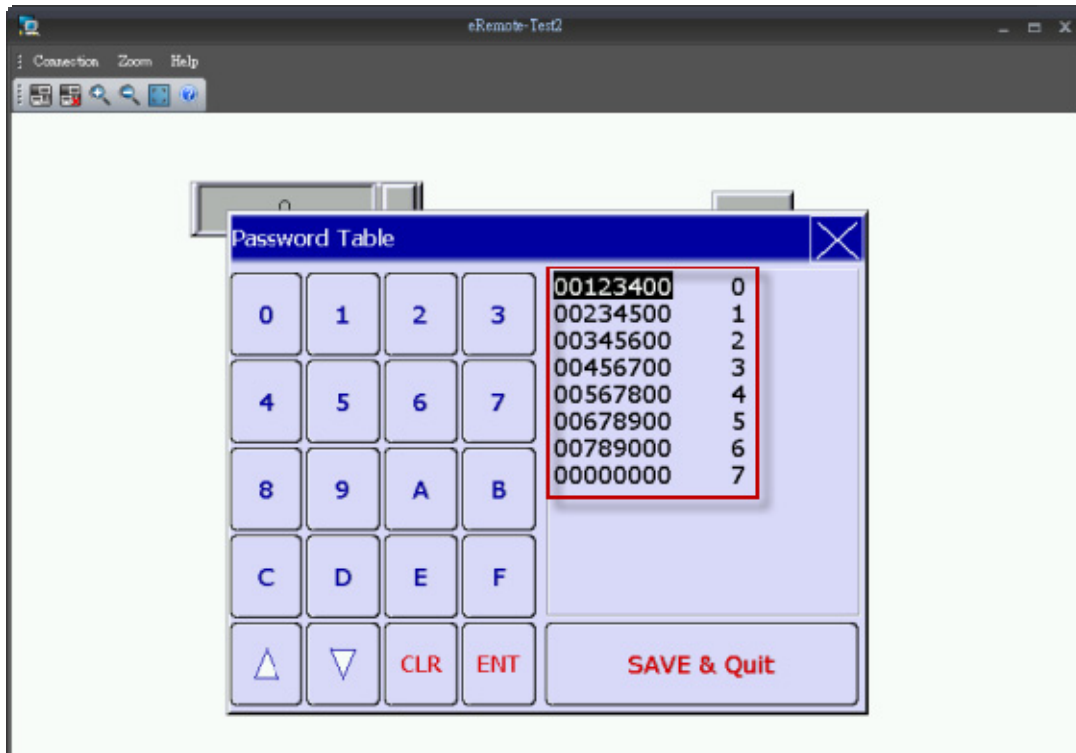 eRemote-Test2
Connection Zoom Help
0
Password Table
0 1 2 3
4 5 6 7
8 9 A B
C D E F
CLR ENT
00123400 0
00234500 1
00345600 2
00456700 3
00567800 4
00678900 5
00789000 6
00000000 7
SAVE & Quit